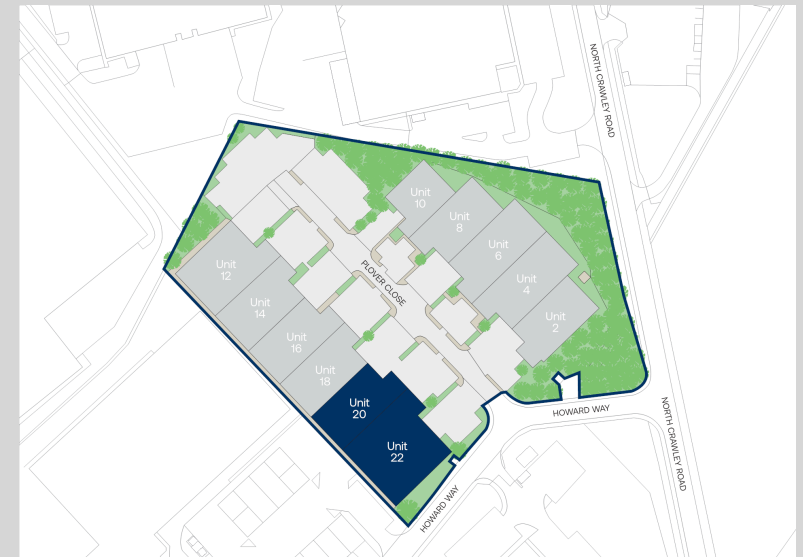 NORTH CRAWLEY ROAD
Unit
10
Unit
8
Unit
6
Unit
4
Unit
2
PLOVER CLOSE
Unit
12
Unit
14
Unit
16
Unit
18
Unit
20
Unit
22
HOWARD WAY
NORTH CRAWLEY ROAD
HOWARD WAY